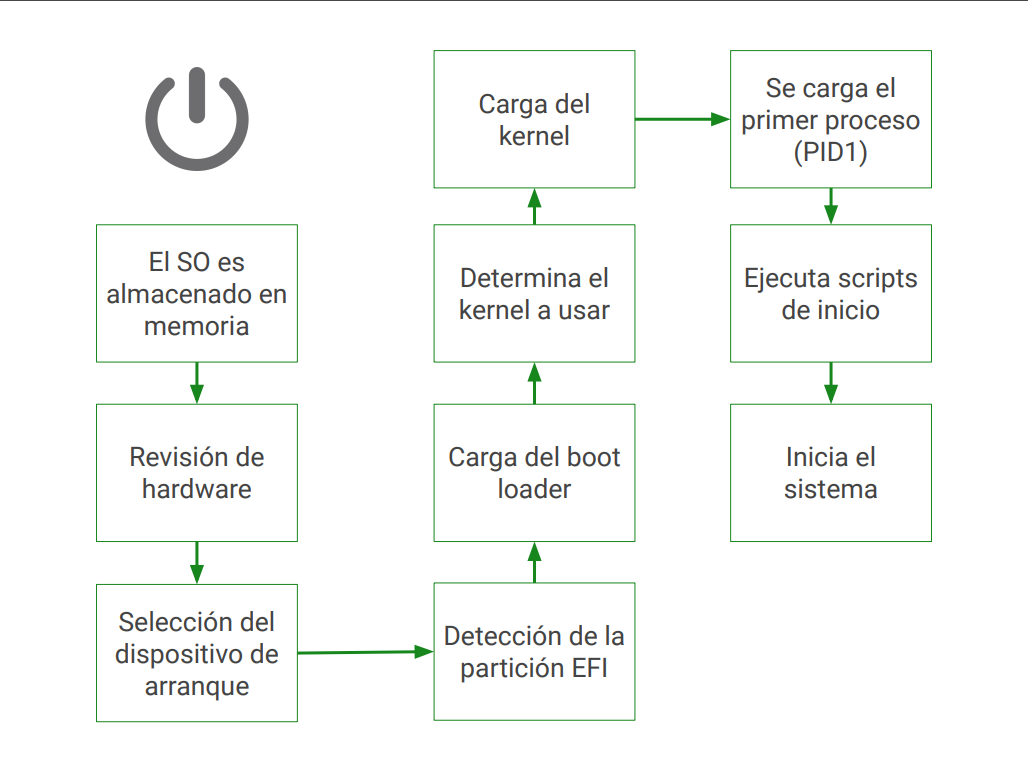 El SO es
almacenado en
memoria
Revisión de
hardware
Selección del
dispositivo de
arranque
Detección de la
partición EFI
Carga del boot
loader
Determina el
kernel a usar
Carga del
kernel
Se carga el
primer proceso
(PID1)
Ejecuta scripts
de inicio
Inicia el
sistema